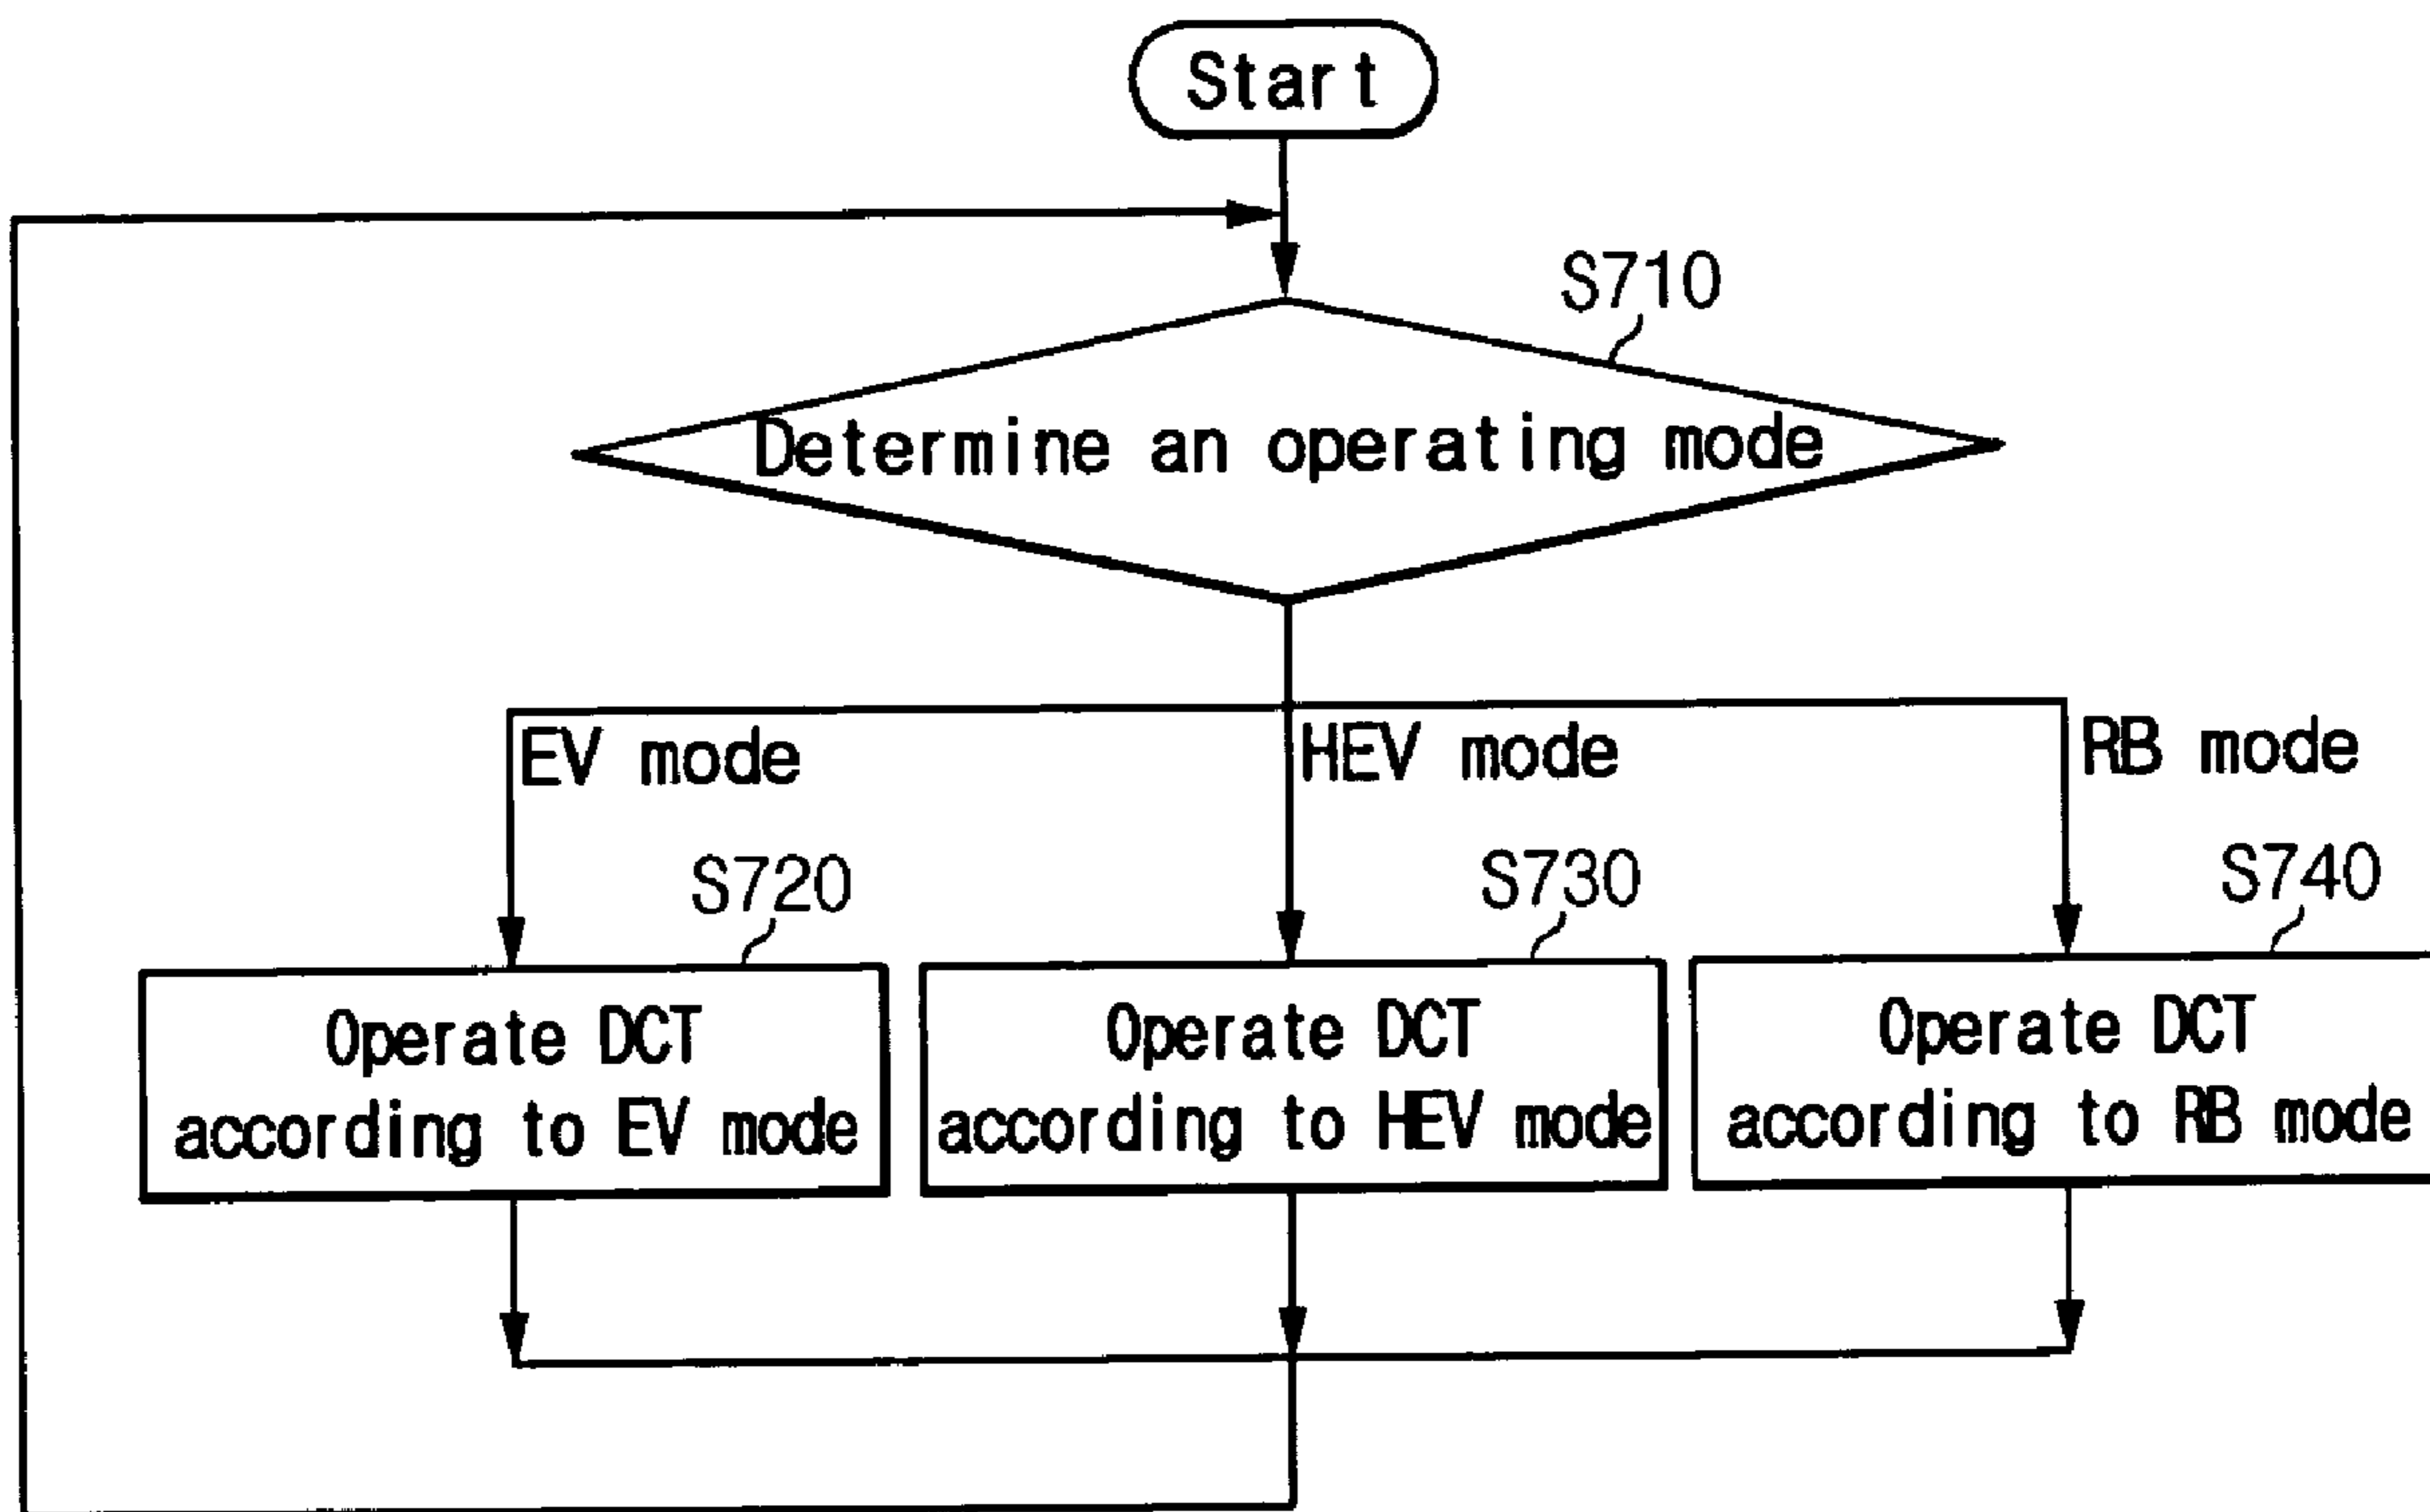 Start
S710
Determine an operating mode
EV mode
HEV mode
RB mode
S720
S730
S740
Operate DCT
according to EV mode
Operate DCT
according to HEV mode
Operate DCT
according to RB mode